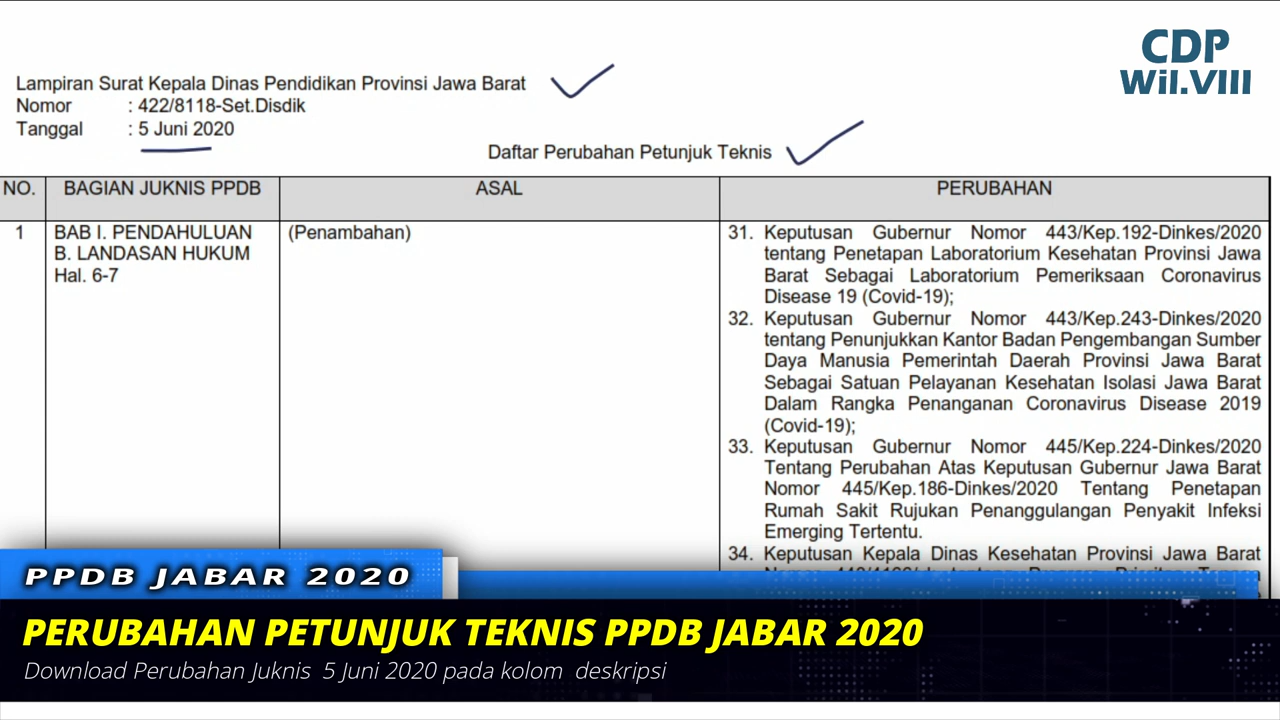 CDP
Wil.VIII
Lampiran Surat Kepala Dinas Pendidikan Provinsi Jawa Barat
Nomor : 422/8118-Set.Disdik
Tanggal : 5 Juni 2020
Daftar Perubahan Petunjuk Teknis
NO. BAGIAN JUKNIS PPDB ASAL PERUBAHAN
1
BAB I. PENDAHULUAN
B. LANDASAN HUKUM
Hal. 6-7
(Penambahan)
31. Keputusan Gubernur Nomor 443/Kep.192-Dinkes/2020
tentang Penetapan Laboratorium Kesehatan Provinsi Jawa
Barat Sebagai Laboratorium Pemeriksaan Coronavirus
Disease 19 (Covid-19);
32. Keputusan Gubernur Nomor 443/Kep.243-Dinkes/2020
tentang Penunjukkan Kantor Badan Pengembangan Sumber
Daya Manusia Pemerintah Daerah Provinsi Jawa Barat
Sebagai Satuan Pelayanan Kesehatan Isolasi Jawa Barat
Dalam Rangka Penanganan Coronavirus Disease 2019
(Covid-19);
33. Keputusan Gubernur Nomor 445/Kep.224-Dinkes/2020
Tentang Perubahan Atas Keputusan Gubernur Jawa Barat
Nomor 445/Kep.186-Dinkes/2020 Tentang Penetapan
Rumah Sakit Rujukan Penanggulangan Penyakit Infeksi
Emerging Tertentu.
34. Keputusan Kepala Dinas Kesehatan Provinsi Jawa Barat
PPDB JABAR 2020
PERUBAHAN PETUNJUK TEKNIS PPDB JABAR 2020
Download Perubahan Juknis 5 Juni 2020 pada kolom deskripsi